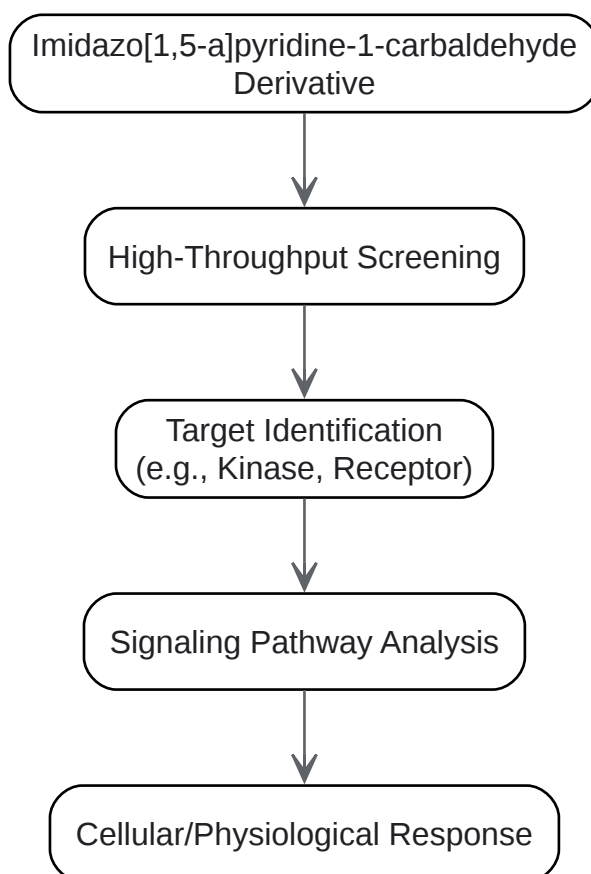 Imidazo[1,5-a]pyridine-1-carbaldehyde
Derivative
High-Throughput Screening
Target Identification
(e.g., Kinase, Receptor)
Signaling Pathway Analysis
Cellular/Physiological Response